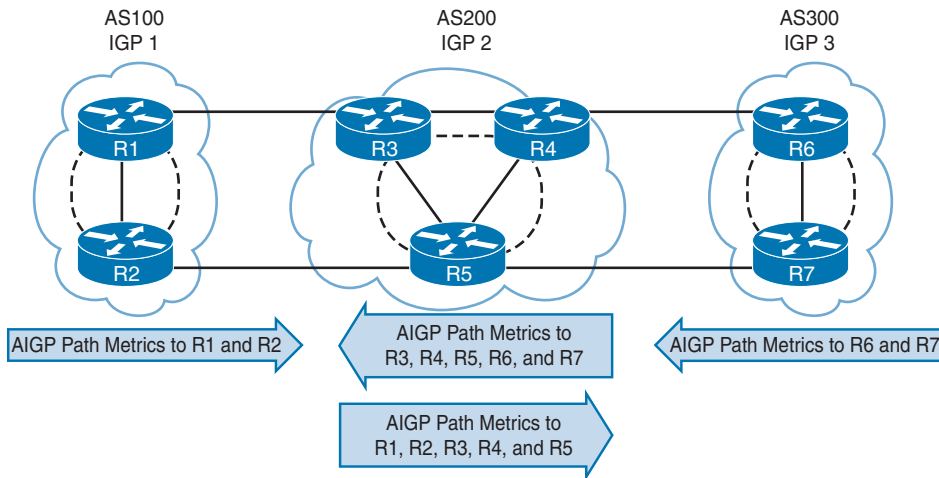 AS100
IGP 1
AS200
IGP 2
AS300
IGP 3
R1
R3
R4
R6
R2
R5
R7
AIGP Path Metrics to R1 and R2
AIGP Path Metrics to
R3, R4, R5, R6, and R7
AIGP Path Metrics to R6 and R7
AIGP Path Metrics to
R1, R2, R3, R4, and R5